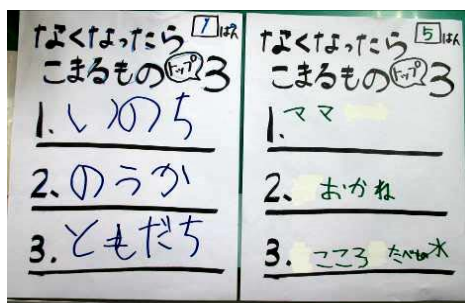 なくなったら 1 ぱん
こまるもの トップ 3
1. いのち
2. のうか
3. ともだち
なくなったら 5 はん
こまるもの トップ 3
1. ママ
2. おかね
3. こころ たべもの 水